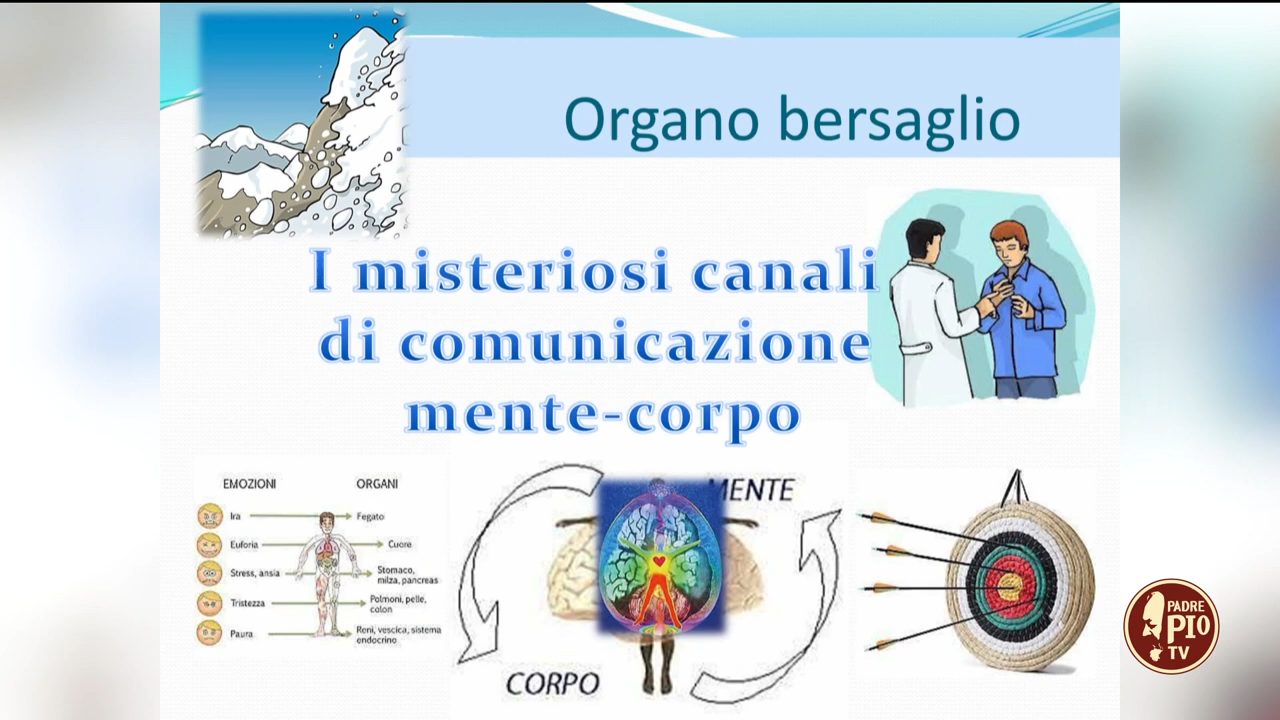 Organo bersaglio
I misteriosi canali
di comunicazione
mente-corpo
EMOZIONI ORGANI
Ira Fegato
Euforia Cuore
Stress, ansia Stomaco,
milza, pancreas
Tristezza Polmoni, pelle,
colon
Paura Reni, vescica, sistema
endocrino
MENTE
CORPO
PADRE
PIO
TV